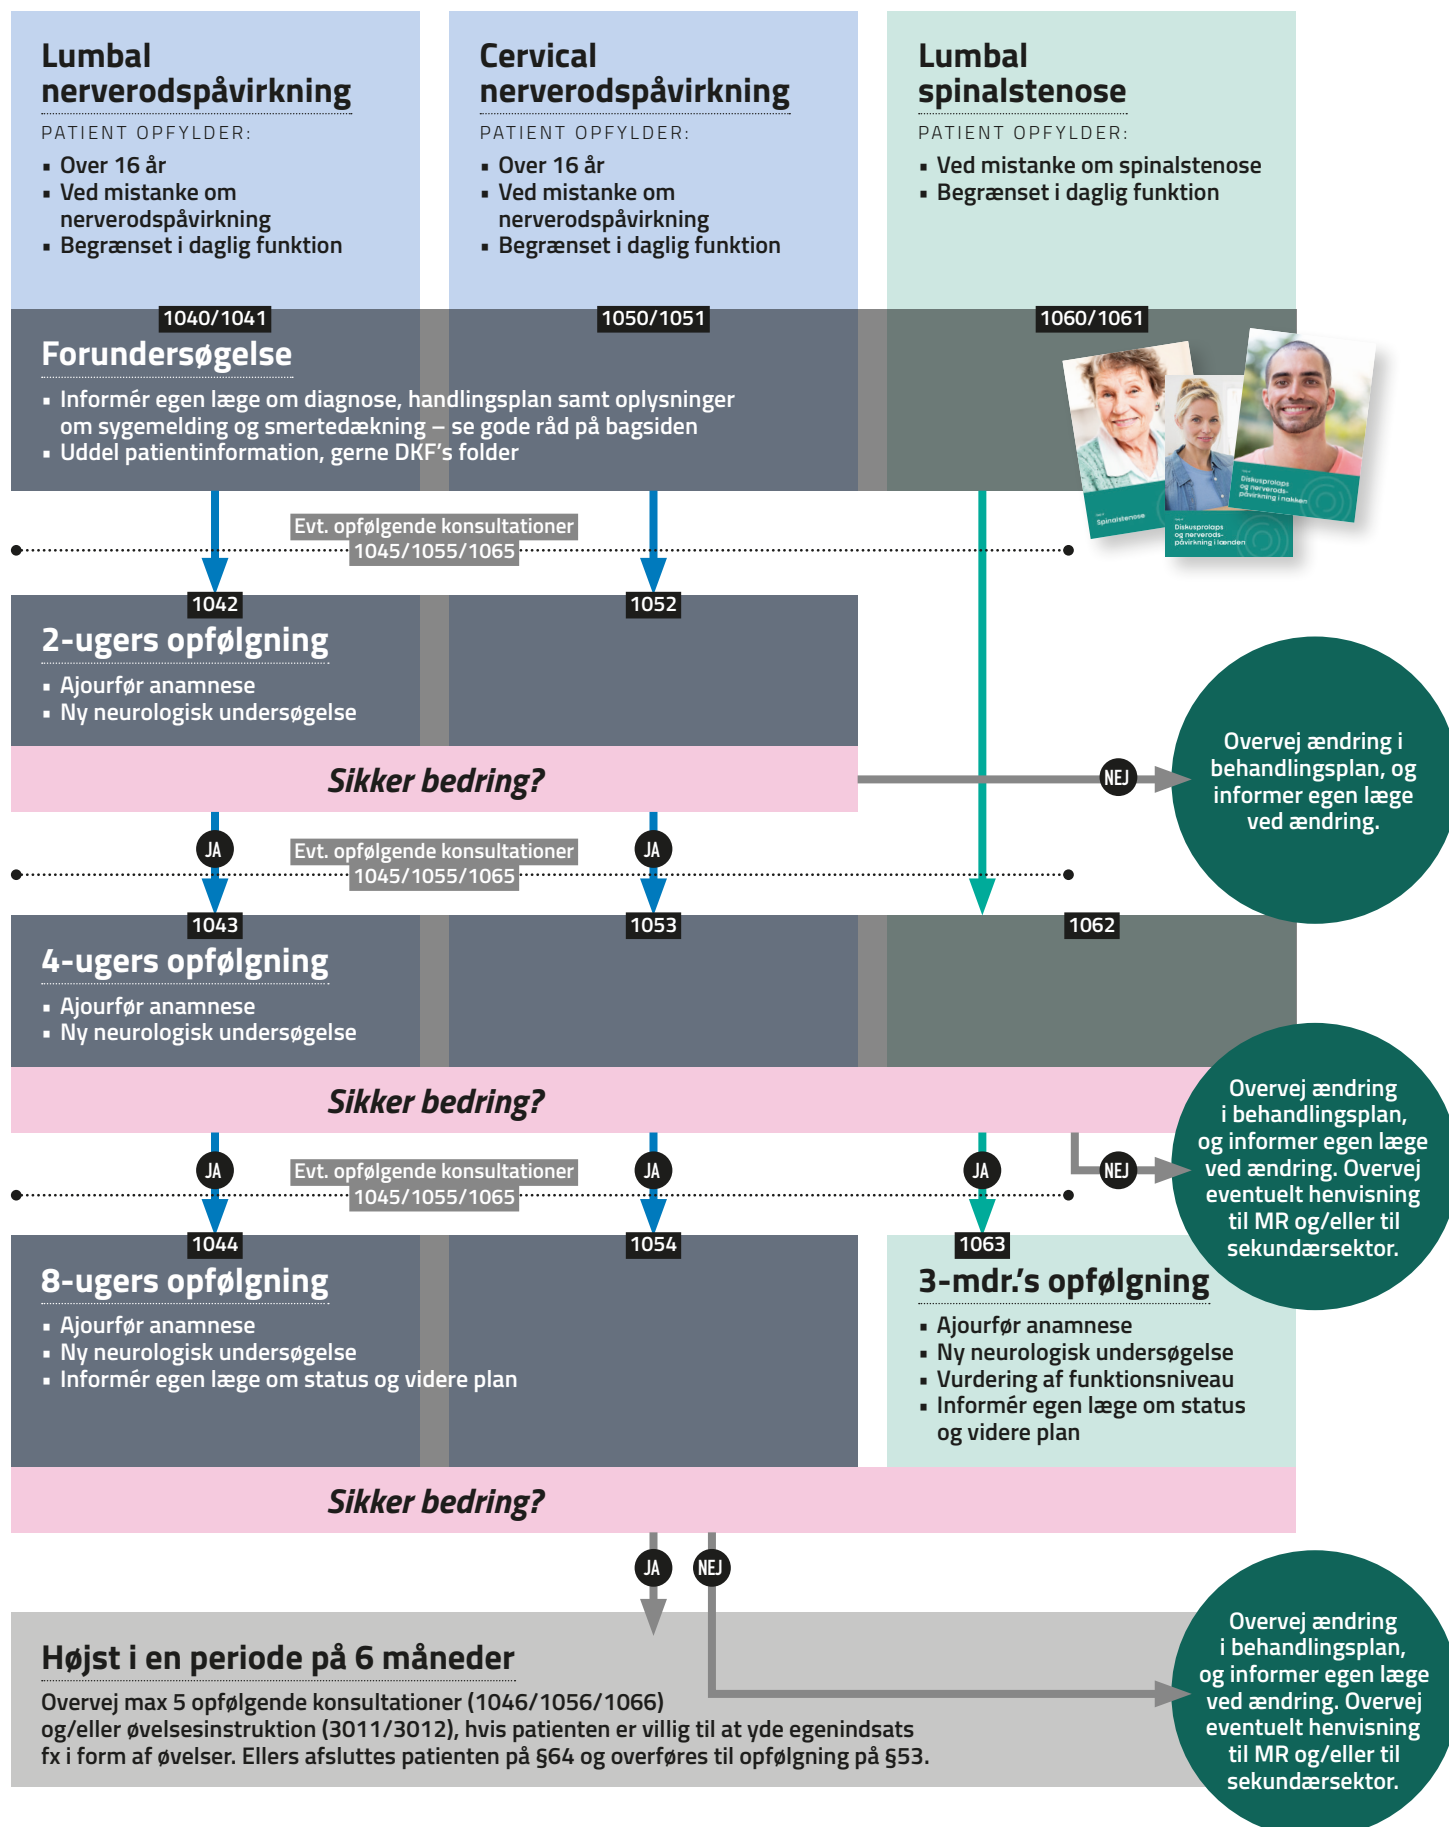 Lumbal
nerverodspåvirkning
PATIENT OPFYLDER:
▪ Over 16 år
▪ Ved mistanke om
nerverodspåvirkning
▪ Begrænset i daglig funktion
Cervical
nerverodspåvirkning
PATIENT OPFYLDER:
▪ Over 16 år
▪ Ved mistanke om
nerverodspåvirkning
▪ Begrænset i daglig funktion
Lumbal
spinalstenose
PATIENT OPFYLDER:
▪ Ved mistanke om spinalstenose
▪ Begrænset i daglig funktion
1040/1041
1050/1051
1060/1061
Forundersøgelse
▪ Informér egen læge om diagnose, handlingsplan samt oplysninger
om sygemelding og smertedækning – se gode råd på bagsiden
▪ Uddel patientinformation, gerne DKF's folder
Spinalstenose
Diskusprolaps
og nerverods-
påvirkning i lænden
Diskusprolaps
og nerverods-
påvirkning i nakken
Evt. opfølgende konsultationer
1045/1055/1065
1042
1052
2-ugers opfølgning
▪ Ajourfør anamnese
▪ Ny neurologisk undersøgelse
Sikker bedring?
NEJ
Overvej ændring i
behandlingsplan, og
informer egen læge
ved ændring.
JA
JA
Evt. opfølgende konsultationer
1045/1055/1065
1043
1053
1062
4-ugers opfølgning
▪ Ajourfør anamnese
▪ Ny neurologisk undersøgelse
Sikker bedring?
JA
JA
JA
NEJ
Overvej ændring
i behandlingsplan,
og informer egen læge
ved ændring. Overvej
eventuelt henvisning
til MR og/eller til
sekundærsektor.
Evt. opfølgende konsultationer
1045/1055/1065
1044
1054
1063
8-ugers opfølgning
▪ Ajourfør anamnese
▪ Ny neurologisk undersøgelse
▪ Informér egen læge om status og videre plan
3-mdr.'s opfølgning
▪ Ajourfør anamnese
▪ Ny neurologisk undersøgelse
▪ Vurdering af funktionsniveau
▪ Informér egen læge om status
og videre plan
Sikker bedring?
JA
NEJ
Højst i en periode på 6 måneder
Overvej max 5 opfølgende konsultationer (1046/1056/1066)
og/eller øvelsesinstruktion (3011/3012), hvis patienten er villig til at yde egenindsats
fx i form af øvelser. Ellers afsluttes patienten på §64 og overføres til opfølgning på §53.
Overvej ændring
i behandlingsplan,
og informer egen læge
ved ændring. Overvej
eventuelt henvisning
til MR og/eller til
sekundærsektor.